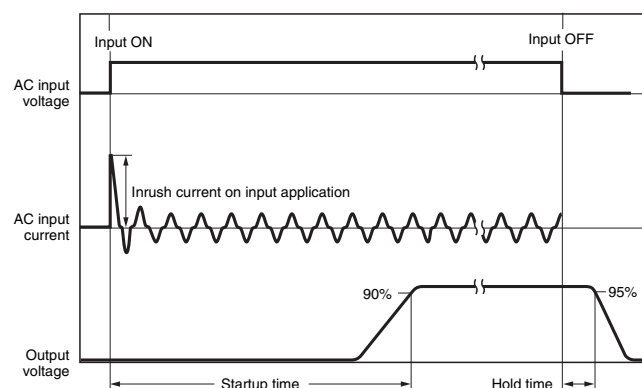 Input ON
Input OFF
AC input
voltage
Inrush current on input application
AC input
current
90%
95%
Output
voltage
Startup time
Hold time